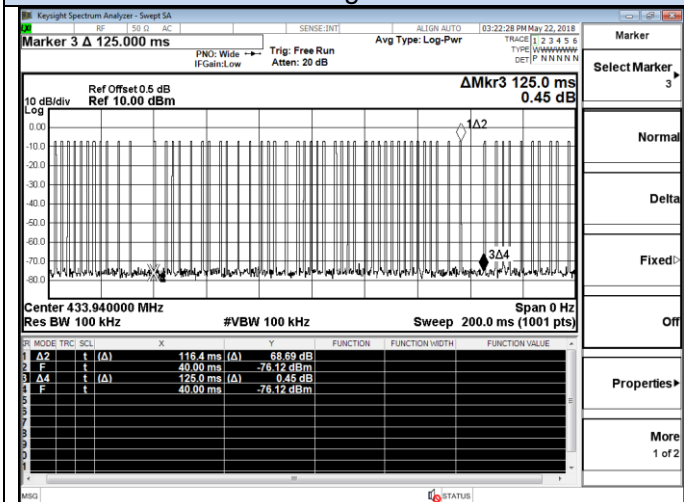 Keysight Spectrum Analyzer - Swept SA
RF 50 Ω AC SENSE:INT ALIGN AUTO 03:22:28 PM May 22, 2018
Marker 3 Δ 125.000 ms
PNO: Wide
IFGain:Low
Trig: Free Run
Atten: 20 dB
Avg Type: Log-Pwr
TRACE 1 2 3 4 5 6
TYPE WWWWWW
DET P N N N N N
Ref Offset 0.5 dB
10 dB/div Ref 10.00 dBm
Log
ΔMkr3 125.0 ms
0.45 dB
0.00
-10.0
-20.0
-30.0
-40.0
-50.0
-60.0
-70.0
-80.0
1Δ2
3Δ4
Center 433.940000 MHz Span 0 Hz
Res BW 100 kHz #VBW 100 kHz Sweep 200.0 ms (1001 pts)
MODE TRC SCL X Y FUNCTION FUNCTION WIDTH FUNCTION VALUE
1 Δ2 t (Δ) 116.4 ms (Δ) 68.69 dB
2 F t 40.00 ms -76.12 dBm
3 Δ4 t (Δ) 125.0 ms (Δ) 0.45 dB
4 F t 40.00 ms -76.12 dBm
5
6
7
8
9
0
1
MSG STATUS
Marker
Select Marker
3
Normal
Delta
Fixed
Off
Properties
More
1 of 2